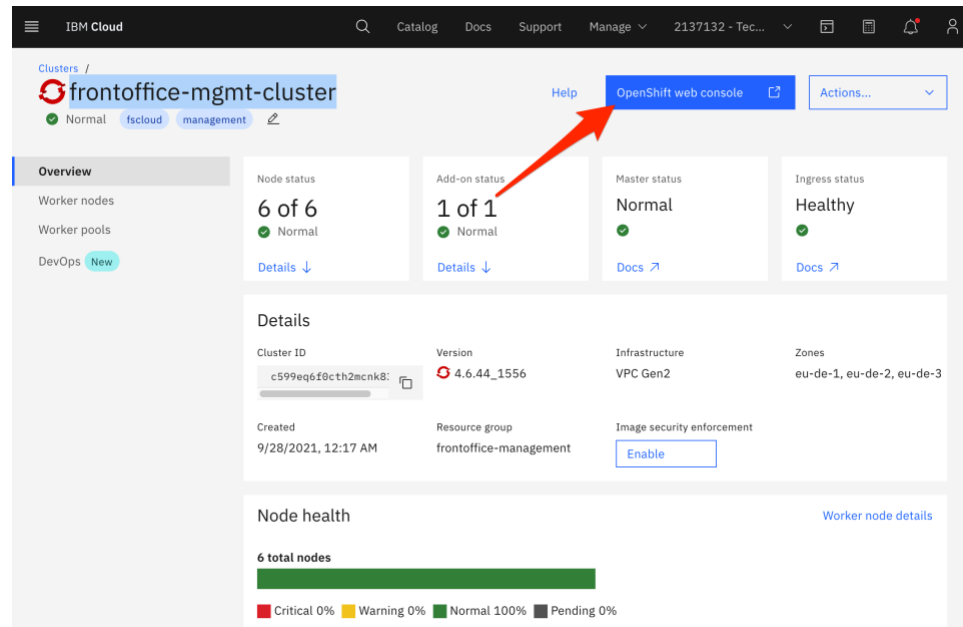 IBM Cloud
Catalog Docs Support Manage 2137132 - Tec...
Clusters /
frontoffice-mgmt-cluster
Normal fscloud management
Help
OpenShift web console
Actions...
Overview
Worker nodes
Worker pools
DevOps New
Node status
6 of 6
Normal
Details ↓
Add-on status
1 of 1
Normal
Details ↓
Master status
Normal
Docs ↗
Ingress status
Healthy
Docs ↗
Details
Cluster ID
c599eq6f0cth2mcnk8
Version
4.6.44_1556
Infrastructure
VPC Gen2
Zones
eu-de-1, eu-de-2, eu-de-3
Created
9/28/2021, 12:17 AM
Resource group
frontoffice-management
Image security enforcement
Enable
Node health
Worker node details
6 total nodes
Critical 0% Warning 0% Normal 100% Pending 0%